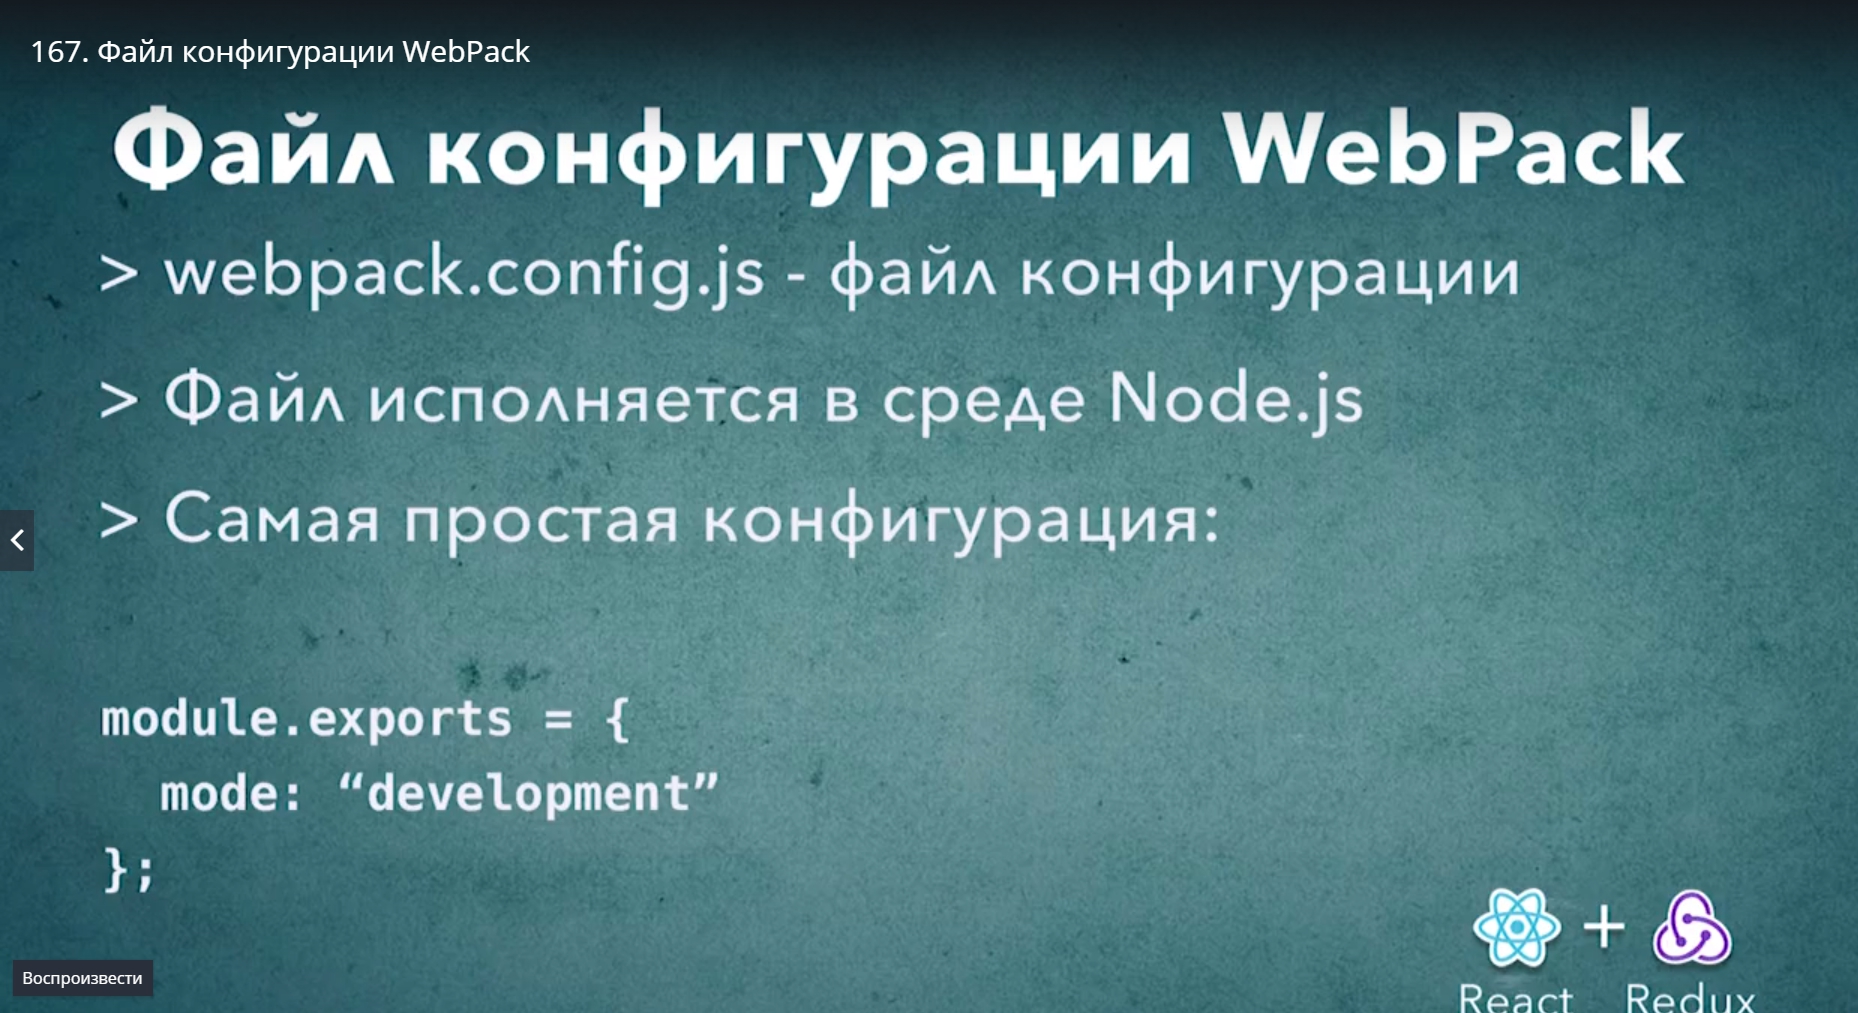 167. Файл конфигурации WebPack
Файл конфигурации WebPack
> webpack.config.js - файл конфигурации
> Файл исполняется в среде Node.js
> Самая простая конфигурация:
module.exports = {
mode: “development”
};
+
React Redux
Воспроизвести